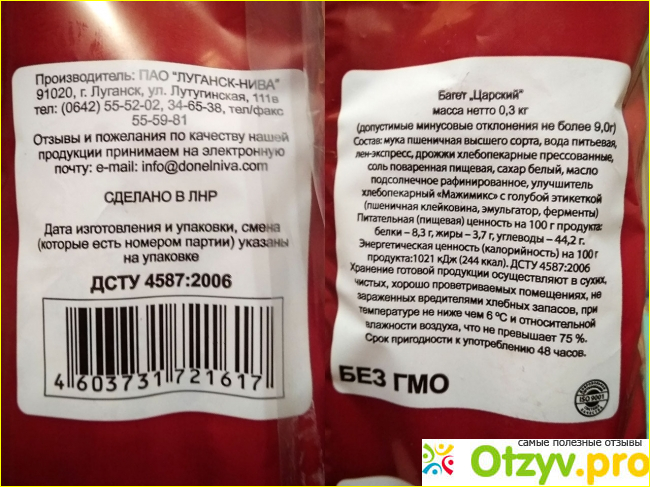 Производитель: ПАО "ЛУГАНСК-НИВА"
91020, г. Луганск, ул. Лутугинская, 111в
тел: (0642) 55-52-02, 34-65-38, тел/факс
55-59-81
Отзывы и пожелания по качеству нашей
продукции принимаем на электронную
почту: e-mail: info@donelniva.com
СДЕЛАНО В ЛНР
Дата изготовления и упаковки, смена
(которые есть номером партии) указаны
на упаковке
ДСТУ 4587:2006
4 603731 721617
Багет „Царский"
масса нетто 0,3 кг
(допустимые минусовые отклонения не более 9,0г)
Состав: мука пшеничная высшего сорта, вода питьевая,
лен-экспресс, дрожжи хлебопекарные прессованные,
соль поваренная пищевая, сахар белый, масло
подсолнечное рафинированное, улучшитель
хлебопекарный «Мажимикс» с голубой этикеткой
(пшеничная клейковина, эмульгатор, ферменты)
Питательная (пищевая) ценность на 100 г продукта:
белки – 8,3 г, жиры – 3,7 г, углеводы – 44,2 г.
Энергетическая ценность (калорийность) на 100 г
продукта:1021 кДж (244 ккал). ДСТУ 4587:2006
Хранение готовой продукции осуществляют в сухих,
чистых, хорошо проветриваемых помещениях, не
зараженных вредителями хлебных запасов, при
температуре не ниже чем 6 °С и относительной
влажности воздуха, что не превышает 75 %.
Срок пригодности к употреблению 48 часов.
БЕЗ ГМО
ISO 9001
самые полезные отзывы
Otzyv.pro